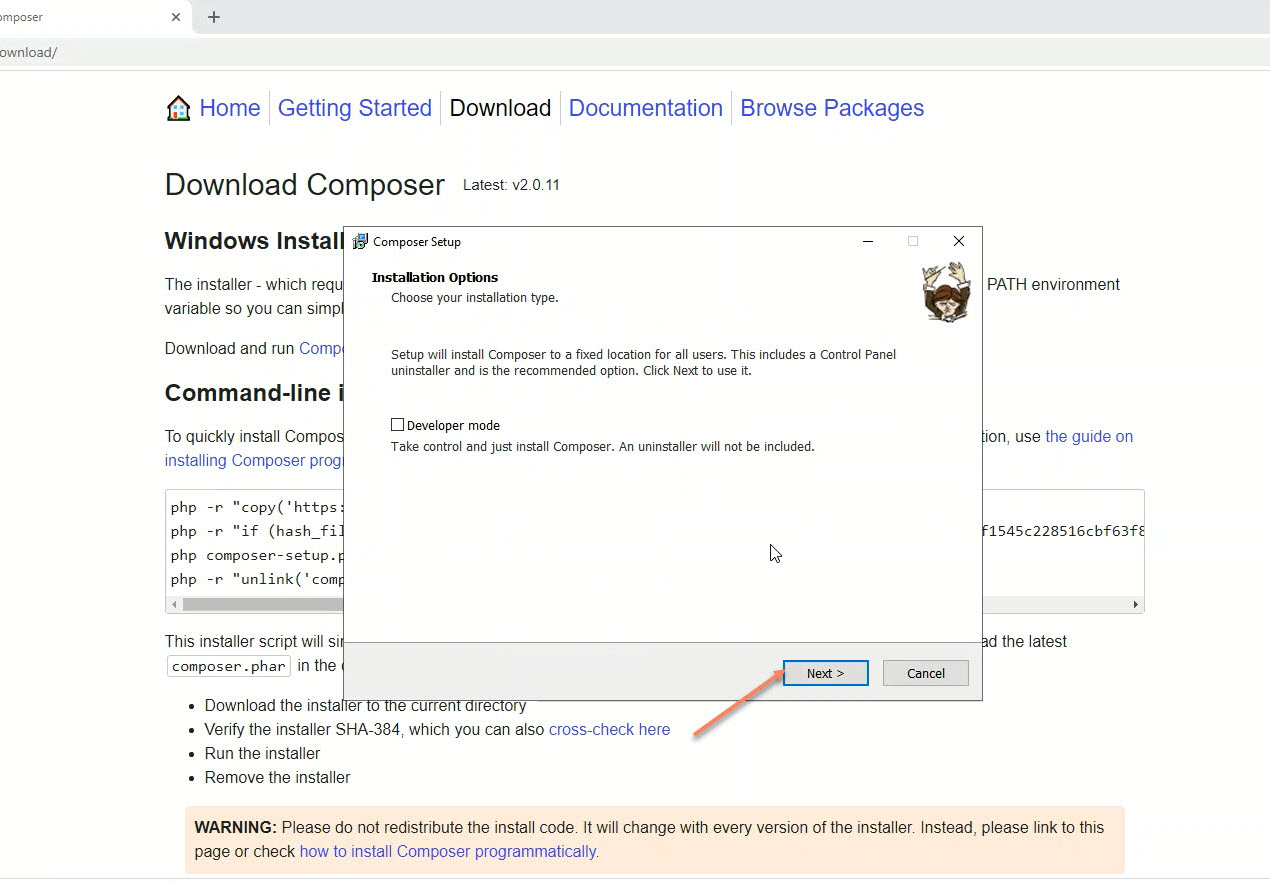 omposer
ownload/
Home Getting Started Download Documentation Browse Packages
Download Composer Latest: v2.0.11
Windows Install
Composer Setup
Installation Options
Choose your installation type.
The installer - which requ
PATH environment
variable so you can simpl
Download and run Compo
Setup will install Composer to a fixed location for all users. This includes a Control Panel
uninstaller and is the recommended option. Click Next to use it.
Command-line i
Developer mode
Take control and just install Composer. An uninstaller will not be included.
To quickly install Compos
tion, use the guide on
installing Composer progr
php -r "copy('https:
php -r "if (hash_fil
f1545c228516cbf63f8
php composer-setup.p
php -r "unlink('comp
This installer script will sim
ad the latest
composer.phar in the c
Next >
Cancel
Download the installer to the current directory
Verify the installer SHA-384, which you can also cross-check here
Run the installer
Remove the installer
WARNING: Please do not redistribute the install code. It will change with every version of the installer. Instead, please link to this
page or check how to install Composer programmatically.